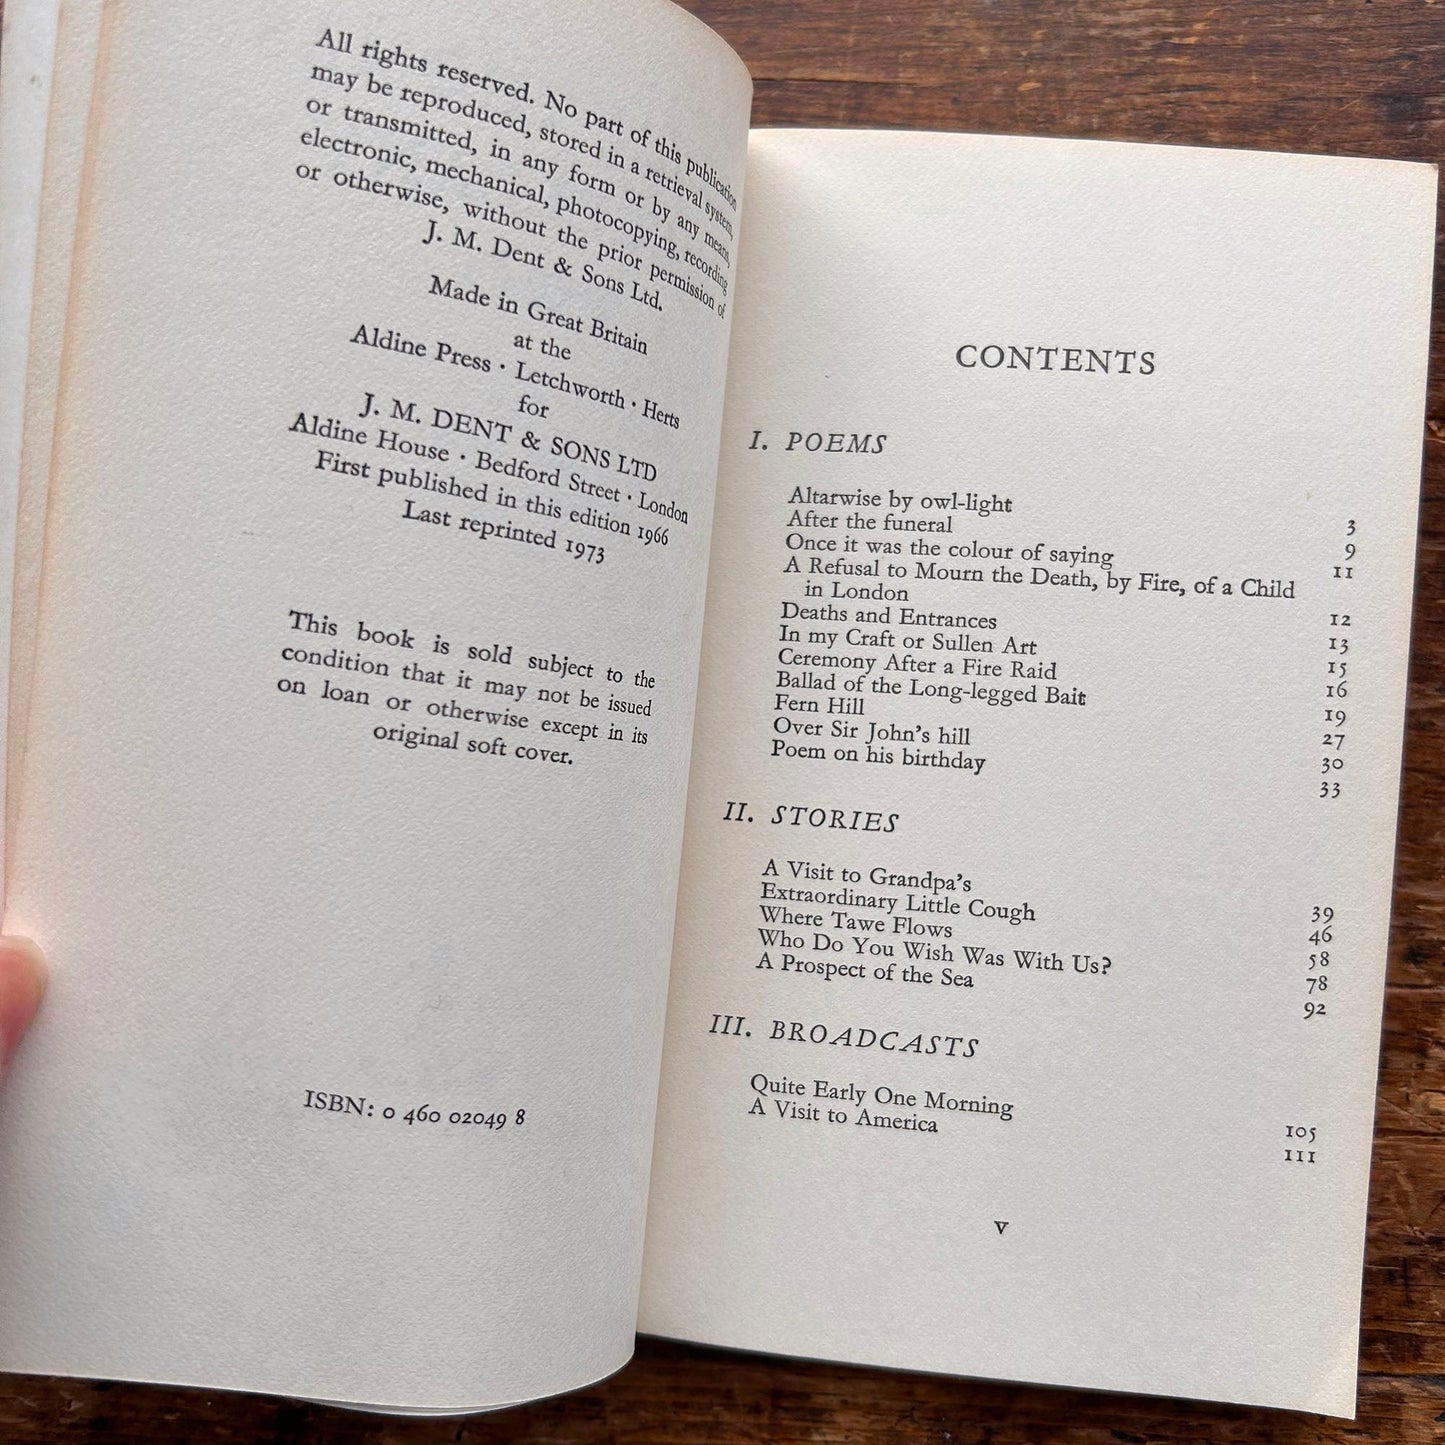 All rights reserved. No part of this publication
may be reproduced, stored in a retrieval system,
or transmitted, in any form or by any means,
electronic, mechanical, photocopying, recording
or otherwise, without the prior permission of
J. M. Dent & Sons Ltd.
Made in Great Britain
at the
Aldine Press · Letchworth · Herts
for
J. M. DENT & SONS LTD
Aldine House · Bedford Street · London
First published in this edition 1966
Last reprinted 1973
This book is sold subject to the
condition that it may not be issued
on loan or otherwise except in its
original soft cover.
ISBN: 0 460 02049 8
CONTENTS
I. POEMS
Altarwise by owl-light 3
After the funeral 9
Once it was the colour of saying 11
A Refusal to Mourn the Death, by Fire, of a Child
in London 12
Deaths and Entrances 13
In my Craft or Sullen Art 15
Ceremony After a Fire Raid 16
Ballad of the Long-legged Bait 19
Fern Hill 27
Over Sir John's hill 30
Poem on his birthday 33
II. STORIES
A Visit to Grandpa's 39
Extraordinary Little Cough 46
Where Tawe Flows 58
Who Do You Wish Was With Us? 78
A Prospect of the Sea 92
III. BROADCASTS
Quite Early One Morning 105
A Visit to America 111
v